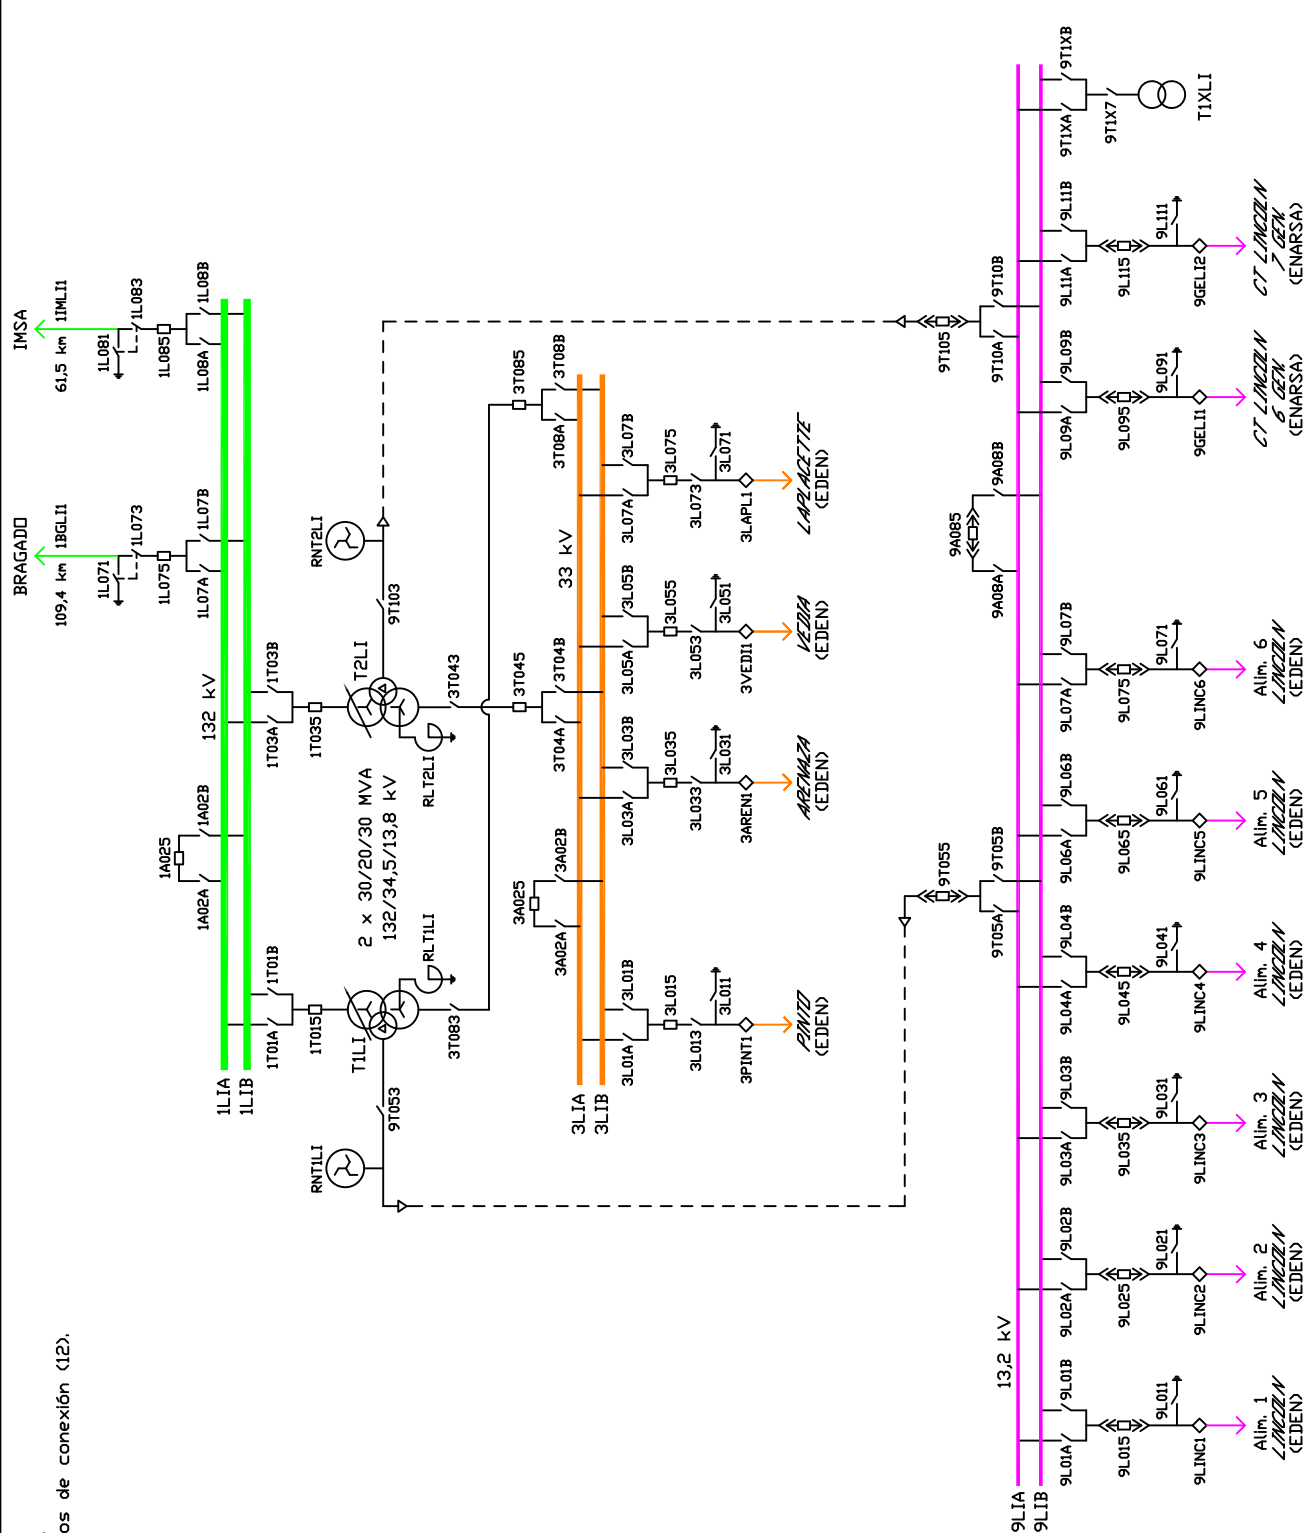 os de conexión (12).
BRAGADO
109,4 km 1BGLI1
IMSA
61,5 km 1IMLI1
1L071
1L073
1L075
1L07A
1L07B
1L081
1L083
1L085
1L08A
1L08B
1A025
1A02A
1A02B
132 kV
1LIA
1LIB
1T01A
1T01B
1T015
1T03A
1T03B
1T035
T1LI
T2LI
2 x 30/20/30 MVA
132/34,5/13,8 kV
RLT1LI
RLT2LI
RNT1LI
RNT2LI
9T053
9T103
3T083
3T043
3T045
3T085
3T04A
3T04B
3T08A
3T08B
3A025
3A02A
3A02B
33 kV
3LIA
3LIB
3L01A
3L01B
3L015
3L013
3L011
3PINT1
PINTO
(EDEN)
3L03A
3L03B
3L035
3L033
3L031
3AREN1
ARENAZA
(EDEN)
3L05A
3L05B
3L055
3L053
3L051
3VEDI1
VEDIA
(EDEN)
3L07A
3L07B
3L075
3L073
3L071
3LAPL1
LAPLACETTE
(EDEN)
9T055
9T05A
9T05B
9T105
9T10A
9T10B
9A085
9A08A
9A08B
13,2 kV
9LIA
9LIB
9L01A
9L01B
9L015
9L011
9LINC1
Alim. 1
LINCOLN
(EDEN)
9L02A
9L02B
9L025
9L021
9LINC2
Alim. 2
LINCOLN
(EDEN)
9L03A
9L03B
9L035
9L031
9LINC3
Alim. 3
LINCOLN
(EDEN)
9L04A
9L04B
9L045
9L041
9LINC4
Alim. 4
LINCOLN
(EDEN)
9L06A
9L06B
9L065
9L061
9LINC5
Alim. 5
LINCOLN
(EDEN)
9L07A
9L07B
9L075
9L071
9LINC6
Alim. 6
LINCOLN
(EDEN)
9L09A
9L09B
9L095
9L091
9GELI1
CT LINCOLN
6 GEN.
(ENARSA)
9L11A
9L11B
9L115
9L111
9GELI2
CT LINCOLN
7 GEN.
(ENARSA)
9T1XA
9T1XB
9T1X7
T1XLI